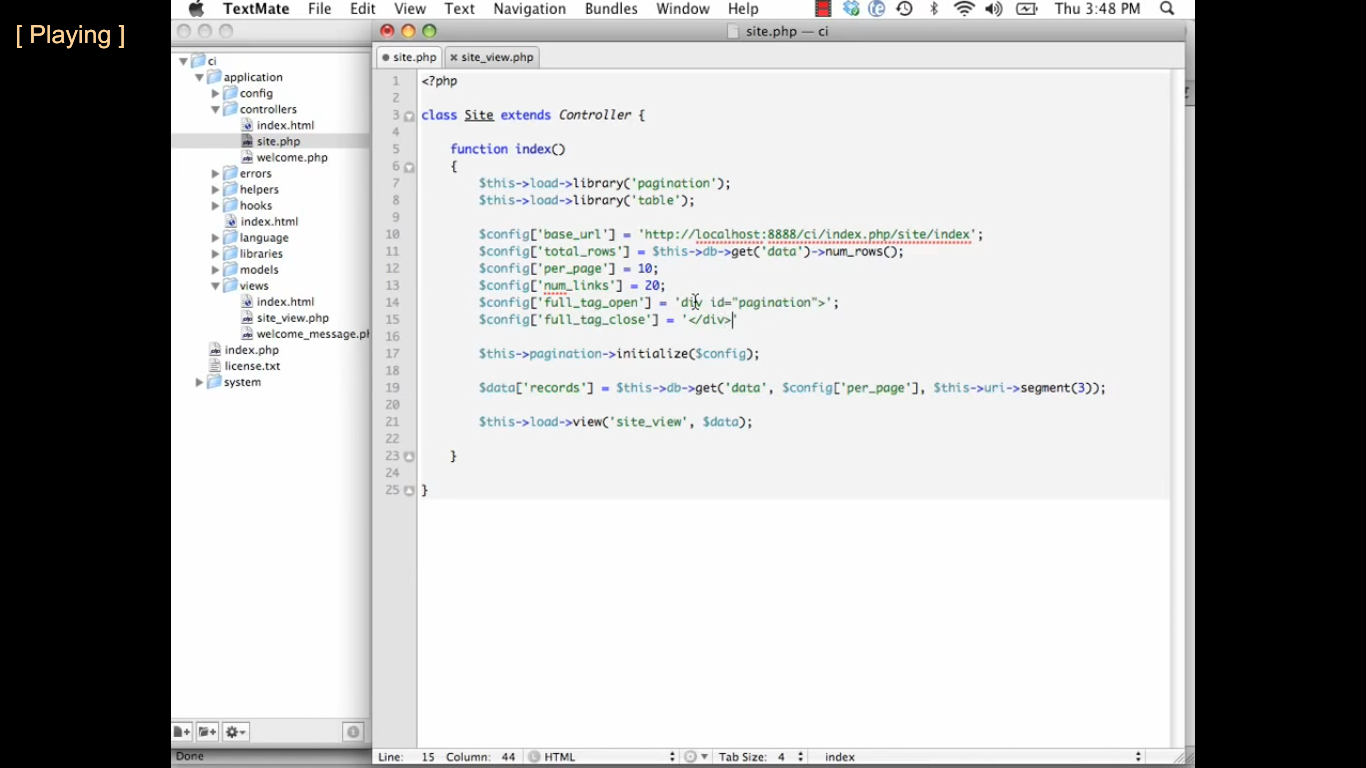 [ Playing ]
TextMate File Edit View Text Navigation Bundles Window Help Thu 3:48 PM
site.php — ci
site.php site_view.php
ci
application
config
controllers
index.html
site.php
welcome.php
errors
helpers
hooks
index.html
language
libraries
models
views
index.html
site_view.php
welcome_message.ph
index.php
license.txt
system
1 <?php
2
3 class Site extends Controller {
4
5 function index()
6 {
7 $this->load->library('pagination');
8 $this->load->library('table');
9
10 $config['base_url'] = 'http://localhost:8888/ci/index.php/site/index';
11 $config['total_rows'] = $this->db->get('data')->num_rows();
12 $config['per_page'] = 10;
13 $config['num_links'] = 20;
14 $config['full_tag_open'] = 'div id="pagination">';
15 $config['full_tag_close'] = '</div>'
16
17 $this->pagination->initialize($config);
18
19 $data['records'] = $this->db->get('data', $config['per_page'], $this->uri->segment(3));
20
21 $this->load->view('site_view', $data);
22
23 }
24
25 }
Done
Line: 15 Column: 44 L HTML Tab Size: 4 index